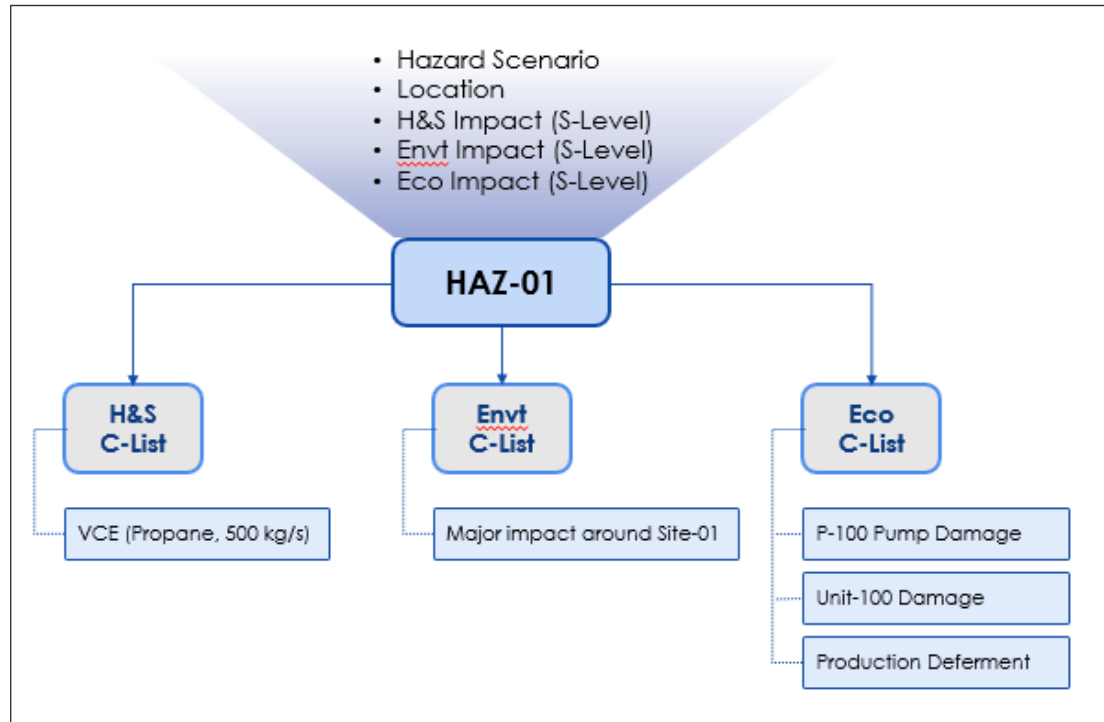 • Hazard Scenario
• Location
• H&S Impact (S-Level)
• Envt Impact (S-Level)
• Eco Impact (S-Level)
HAZ-01
H&S
C-List
Envt
C-List
Eco
C-List
VCE (Propane, 500 kg/s)
Major impact around Site-01
P-100 Pump Damage
Unit-100 Damage
Production Deferment